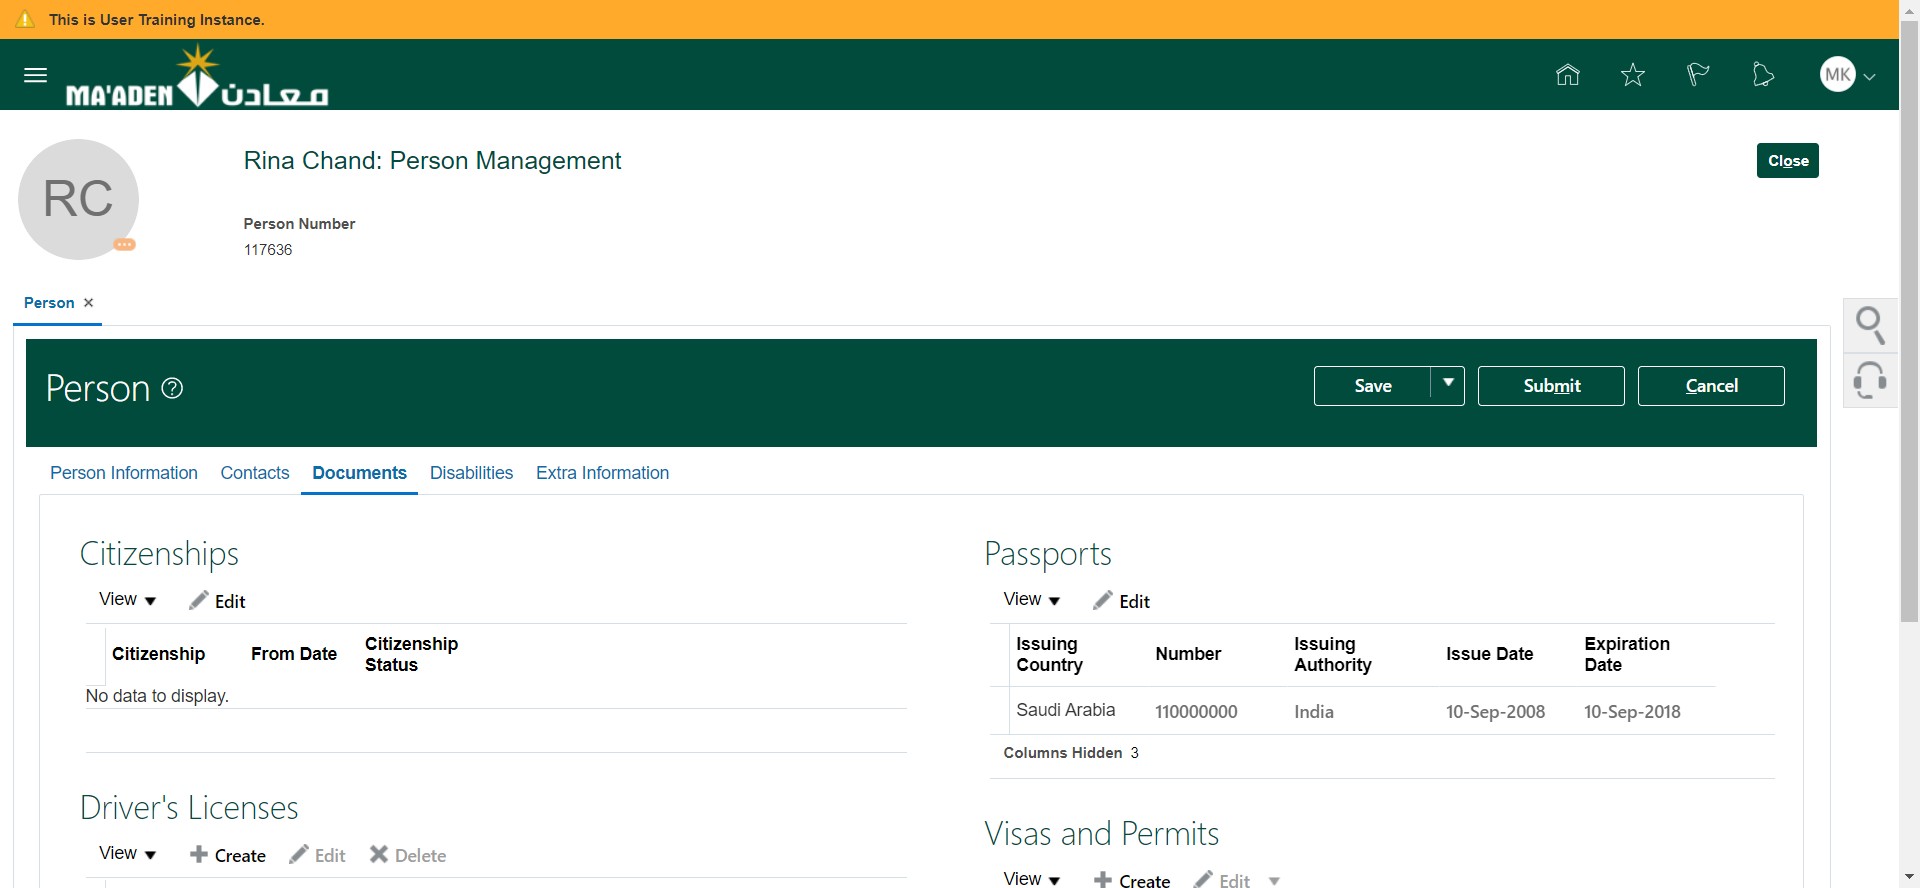 This is User Training Instance.
MA'ADEN معادن
MK
RC
Rina Chand: Person Management
Close
Person Number
117636
Person
Person
Save
Submit
Cancel
Person Information
Contacts
Documents
Disabilities
Extra Information
Citizenships
View
Edit
Citizenship
From Date
Citizenship
Status
No data to display.
Passports
View
Edit
Issuing
Country
Number
Issuing
Authority
Issue Date
Expiration
Date
Saudi Arabia
110000000
India
10-Sep-2008
10-Sep-2018
Columns Hidden 3
Driver's Licenses
View
Create
Edit
Delete
Visas and Permits
View
Create
Edit